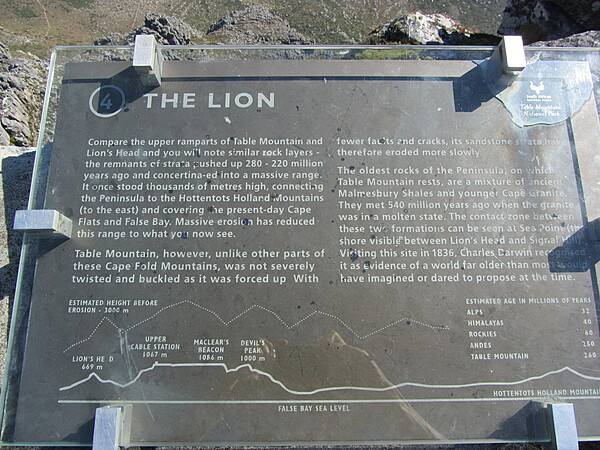 4 THE LION
South African
NATIONAL PARKS
Table Mountain
National Park
Compare the upper ramparts of Table Mountain and
Lion's Head and you will note similar rock layers -
the remnants of strata pushed up 280 - 220 million
years ago and concertina-ed into a massive range.
It once stood thousands of metres high, connecting
the Peninsula to the Hottentots Holland Mountains
(to the east) and covering the present-day Cape
Flats and False Bay. Massive erosion has reduced
this range to what you now see.
Table Mountain, however, unlike other parts of
these Cape Fold Mountains, was not severely
twisted and buckled as it was forced up With
fewer faults and cracks, its sandstone strata
therefore eroded more slowly
The oldest rocks of the Peninsula, on which
Table Mountain rests, are a mixture of ancient
Malmesbury Shales and younger Cape Granite.
They met 540 million years ago when the granite
was in a molten state. The contact zone between
these two formations can be seen at Sea Point (the
shore visible between Lion's Head and Signal Hill).
Visiting this site in 1836, Charles Darwin recognised
it as evidence of a world far older than most would
have imagined or dared to propose at the time.
ESTIMATED HEIGHT BEFORE
EROSION - 3000 m
LION'S HE D
669 m
UPPER
CABLE STATION
1067 m
MACLEAR'S
BEACON
1086 m
DEVIL'S
PEAK
1000 m
ESTIMATED AGE IN MILLIONS OF YEARS
ALPS 32
HIMALAYAS 40
ROCKIES 60
ANDES 250
TABLE MOUNTAIN 260
HOTTENTOTS HOLLAND MOUNTAIN
FALSE BAY SEA LEVEL